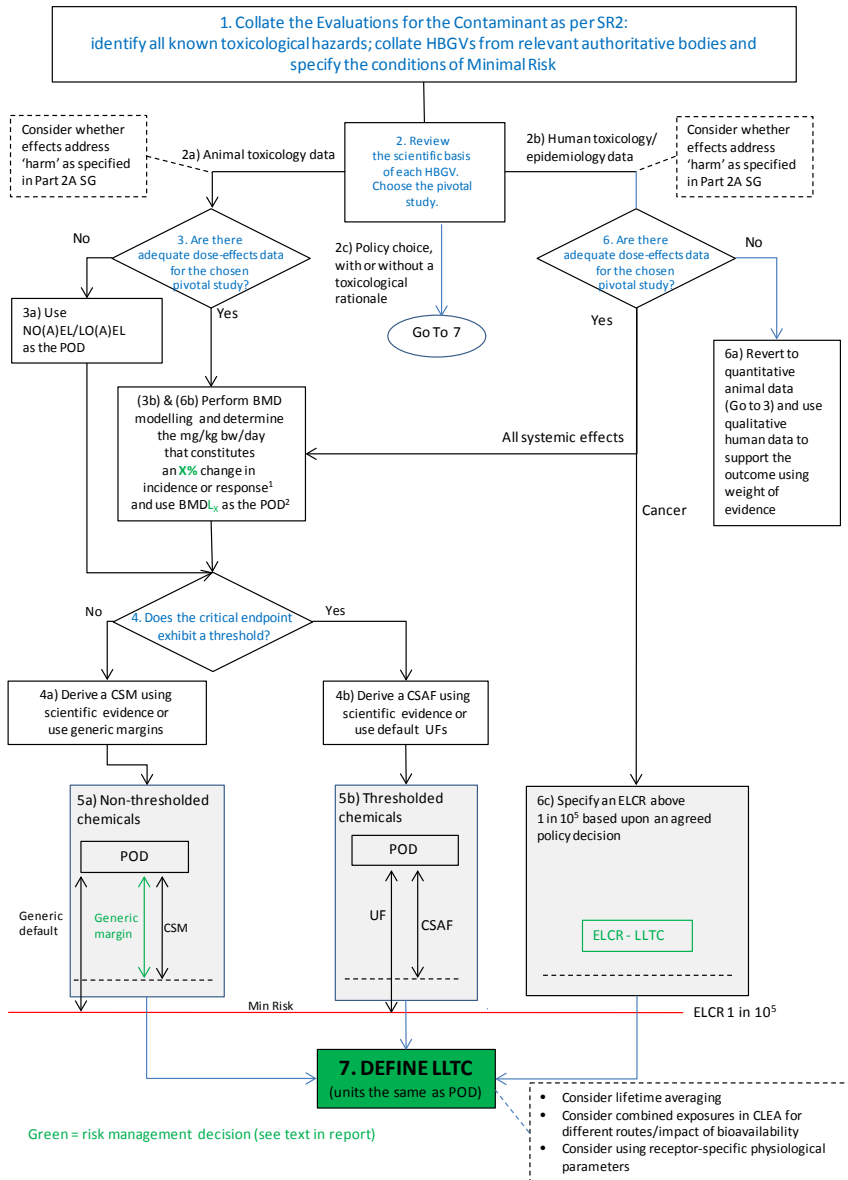 1. Collate the Evaluations for the Contaminant as per SR2:
identify all known toxicological hazards; collate HBGVs from relevant authoritative bodies and
specify the conditions of Minimal Risk
Consider whether
effects address
‘harm’ as specified
in Part 2A SG
2a) Animal toxicology data
2. Review
the scientific basis
of each HBGV.
Choose the pivotal
study.
2b) Human toxicology/
epidemiology data
Consider whether
effects address
‘harm’ as specified
in Part 2A SG
No
3. Are there
adequate dose-effects data
for the chosen
pivotal study?
2c) Policy choice,
with or without a
toxicological
rationale
6. Are there
adequate dose-effects data
for the chosen
pivotal study?
No
3a) Use
NO(A)EL/LO(A)EL
as the POD
Yes
Go To 7
Yes
6a) Revert to
quantitative
animal data
(Go to 3) and use
qualitative
human data to
support the
outcome using
weight of
evidence
(3b) & (6b) Perform BMD
modelling and determine
the mg/kg bw/day
that constitutes
an X% change in
incidence or response1
and use BMDLx as the POD2
All systemic effects
Cancer
No
4. Does the critical endpoint
exhibit a threshold?
Yes
4a) Derive a CSM using
scientific evidence or
use generic margins
4b) Derive a CSAF using
scientific evidence or
use default UFs
5a) Non-thresholded
chemicals
POD
Generic
default
Generic
margin
CSM
5b) Thresholded
chemicals
POD
UF
CSAF
6c) Specify an ELCR above
1 in 10⁵ based upon an agreed
policy decision
ELCR - LLTC
Min Risk
ELCR 1 in 10⁵
7. DEFINE LLTC
(units the same as POD)
• Consider lifetime averaging
• Consider combined exposures in CLEA for
different routes/impact of bioavailability
• Consider using receptor-specific physiological
parameters
Green = risk management decision (see text in report)